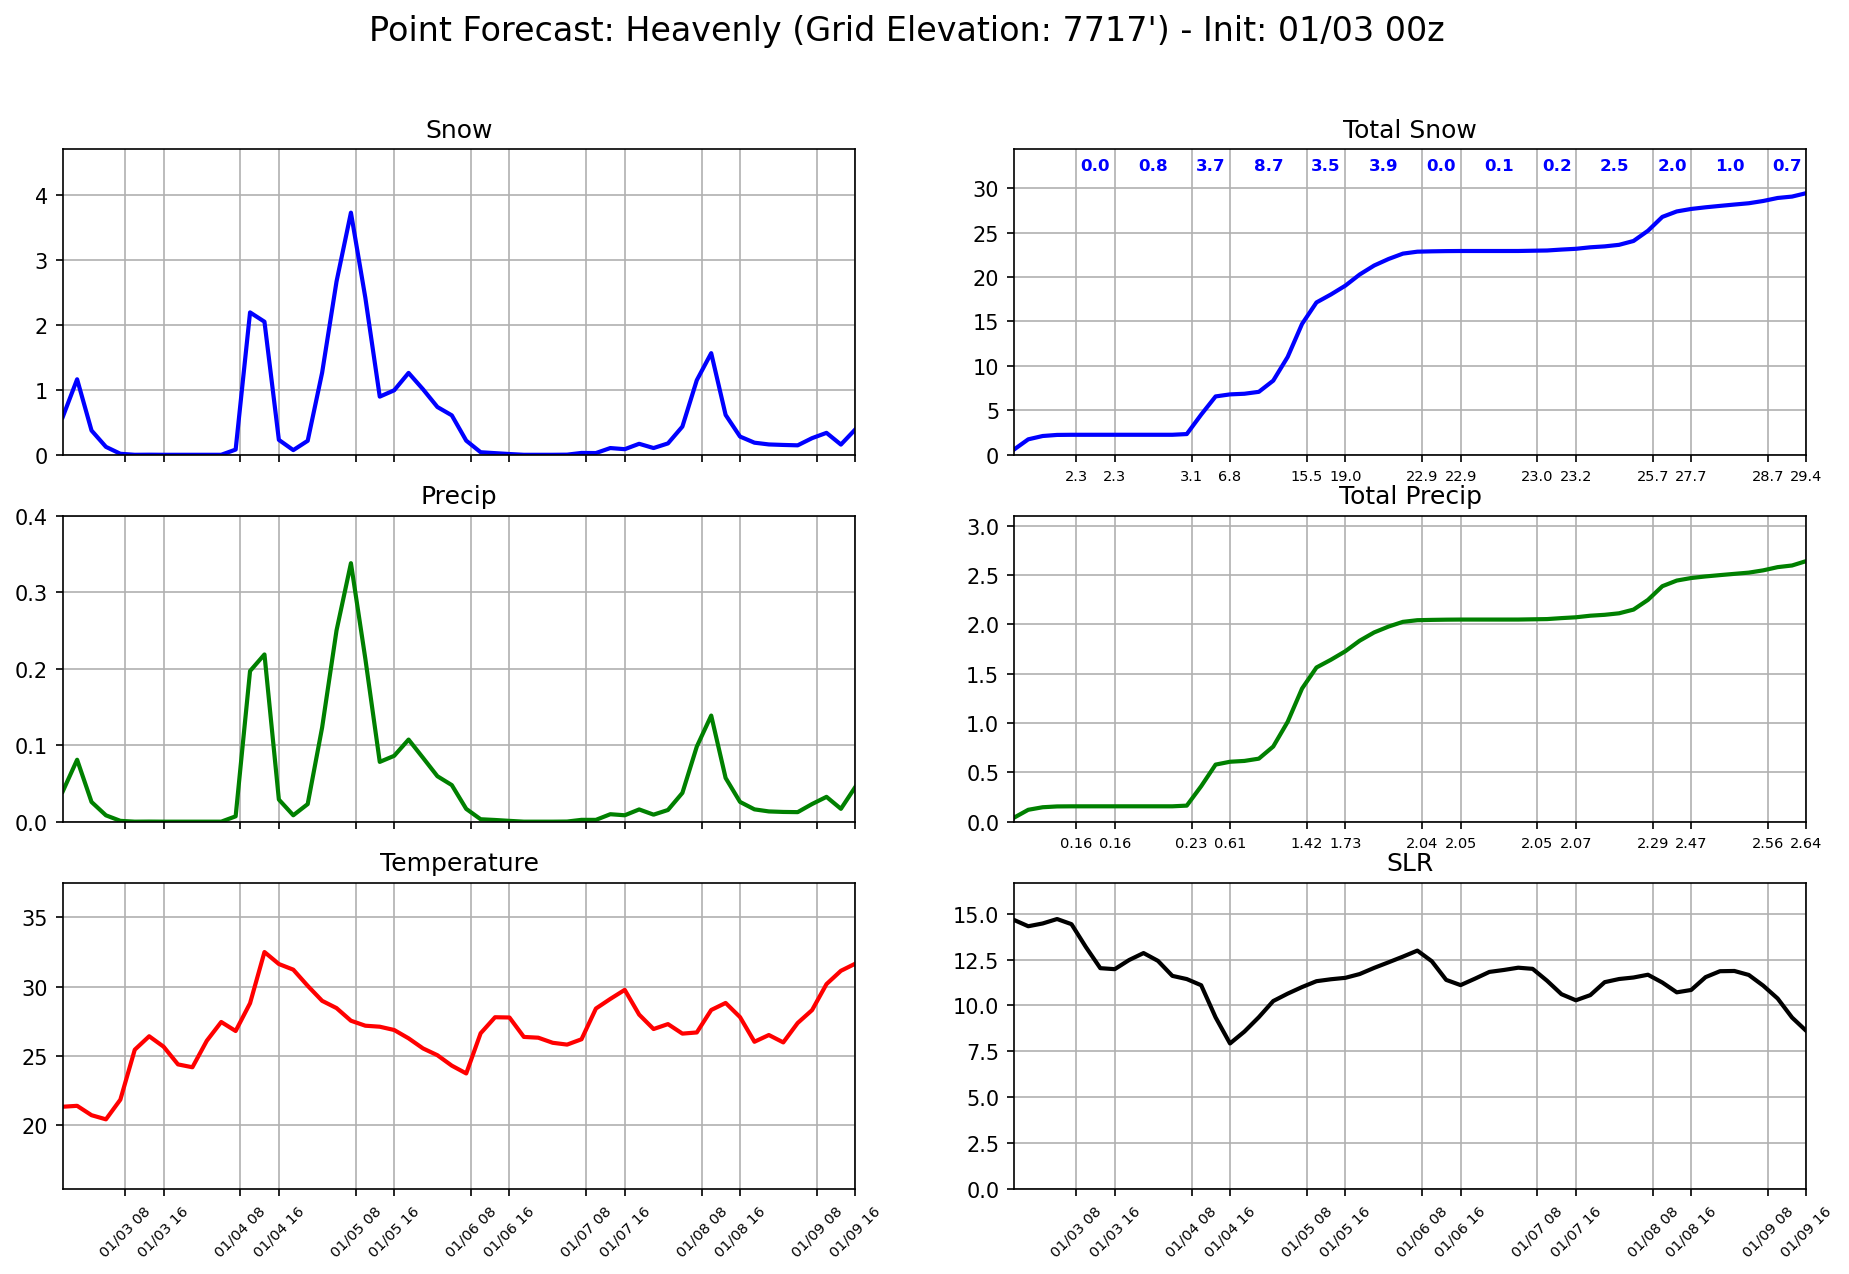 Point Forecast: Heavenly (Grid Elevation: 7717') - Init: 01/03 00z
Snow
4
3
2
1
0
Total Snow
0.0 0.8 3.7 8.7 3.5 3.9 0.0 0.1 0.2 2.5 2.0 1.0 0.7
30
25
20
15
10
5
0
2.3 2.3 3.1 6.8 15.5 19.0 22.9 22.9 23.0 23.2 25.7 27.7 28.7 29.4
Precip
0.4
0.3
0.2
0.1
0.0
Total Precip
3.0
2.5
2.0
1.5
1.0
0.5
0.0
0.16 0.16 0.23 0.61 1.42 1.73 2.04 2.05 2.05 2.07 2.29 2.47 2.56 2.64
Temperature
35
30
25
20
01/03 08 01/03 16 01/04 08 01/04 16 01/05 08 01/05 16 01/06 08 01/06 16 01/07 08 01/07 16 01/08 08 01/08 16 01/09 08 01/09 16
SLR
15.0
12.5
10.0
7.5
5.0
2.5
0.0
01/03 08 01/03 16 01/04 08 01/04 16 01/05 08 01/05 16 01/06 08 01/06 16 01/07 08 01/07 16 01/08 08 01/08 16 01/09 08 01/09 16